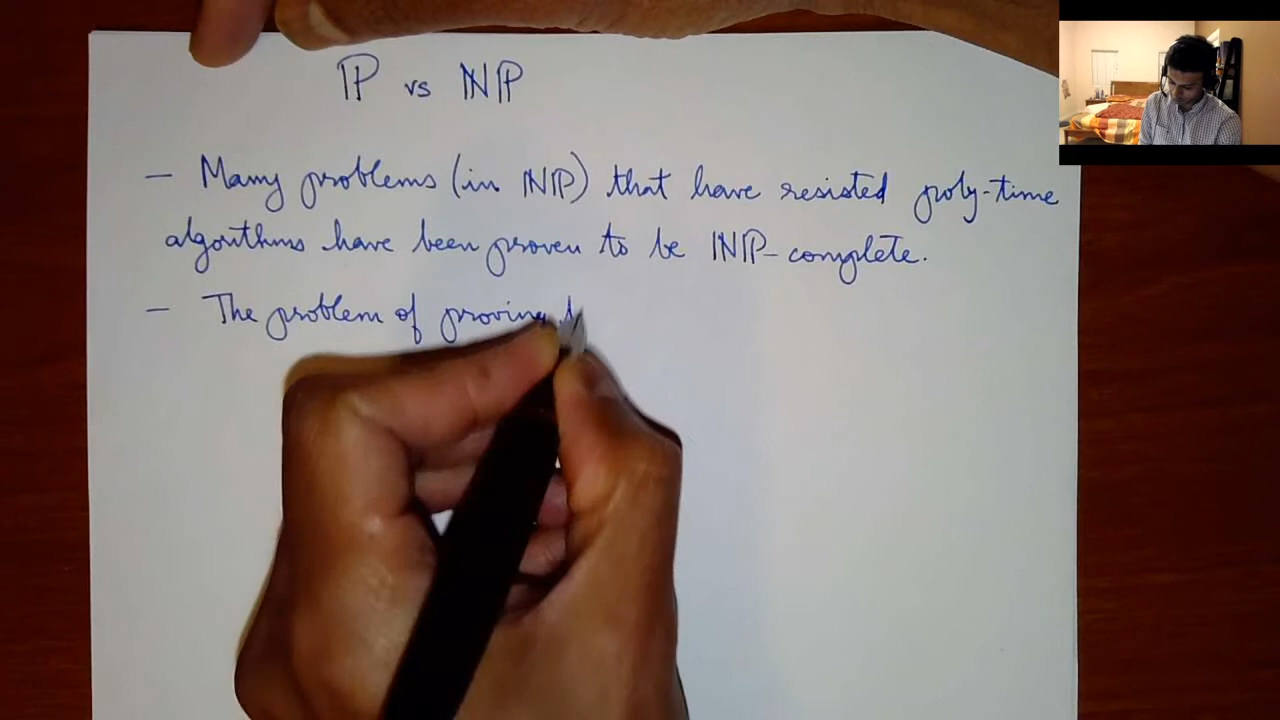 P vs NP
- Many problems (in NP) that have resisted poly-time
algorithms have been proven to be NP-complete.
- The problem of proving